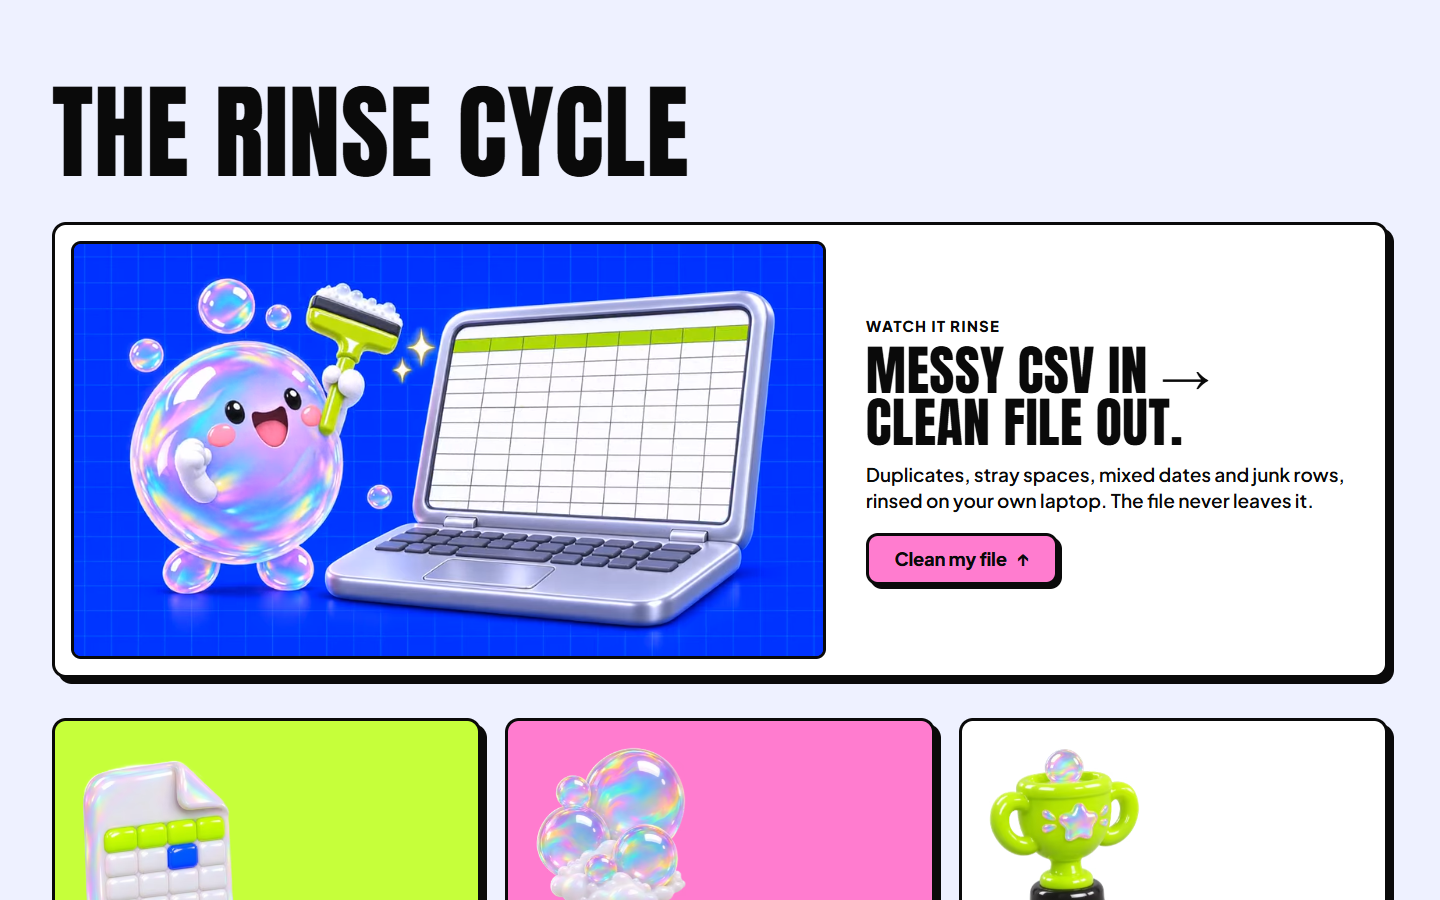 THE RINSE CYCLE
WATCH IT RINSE
MESSY CSV IN →
CLEAN FILE OUT.
Duplicates, stray spaces, mixed dates and junk rows,
rinsed on your own laptop. The file never leaves it.
Clean my file ↑